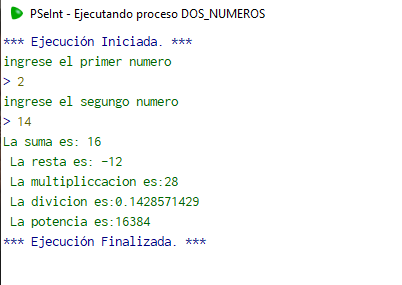 PSeInt - Ejecutando proceso DOS_NUMEROS
*** Ejecución Iniciada. ***
ingrese el primer numero
> 2
ingrese el segungo numero
> 14
La suma es: 16
La resta es: -12
La multipliccacion es:28
La divicion es:0.1428571429
La potencia es:16384
*** Ejecución Finalizada. ***